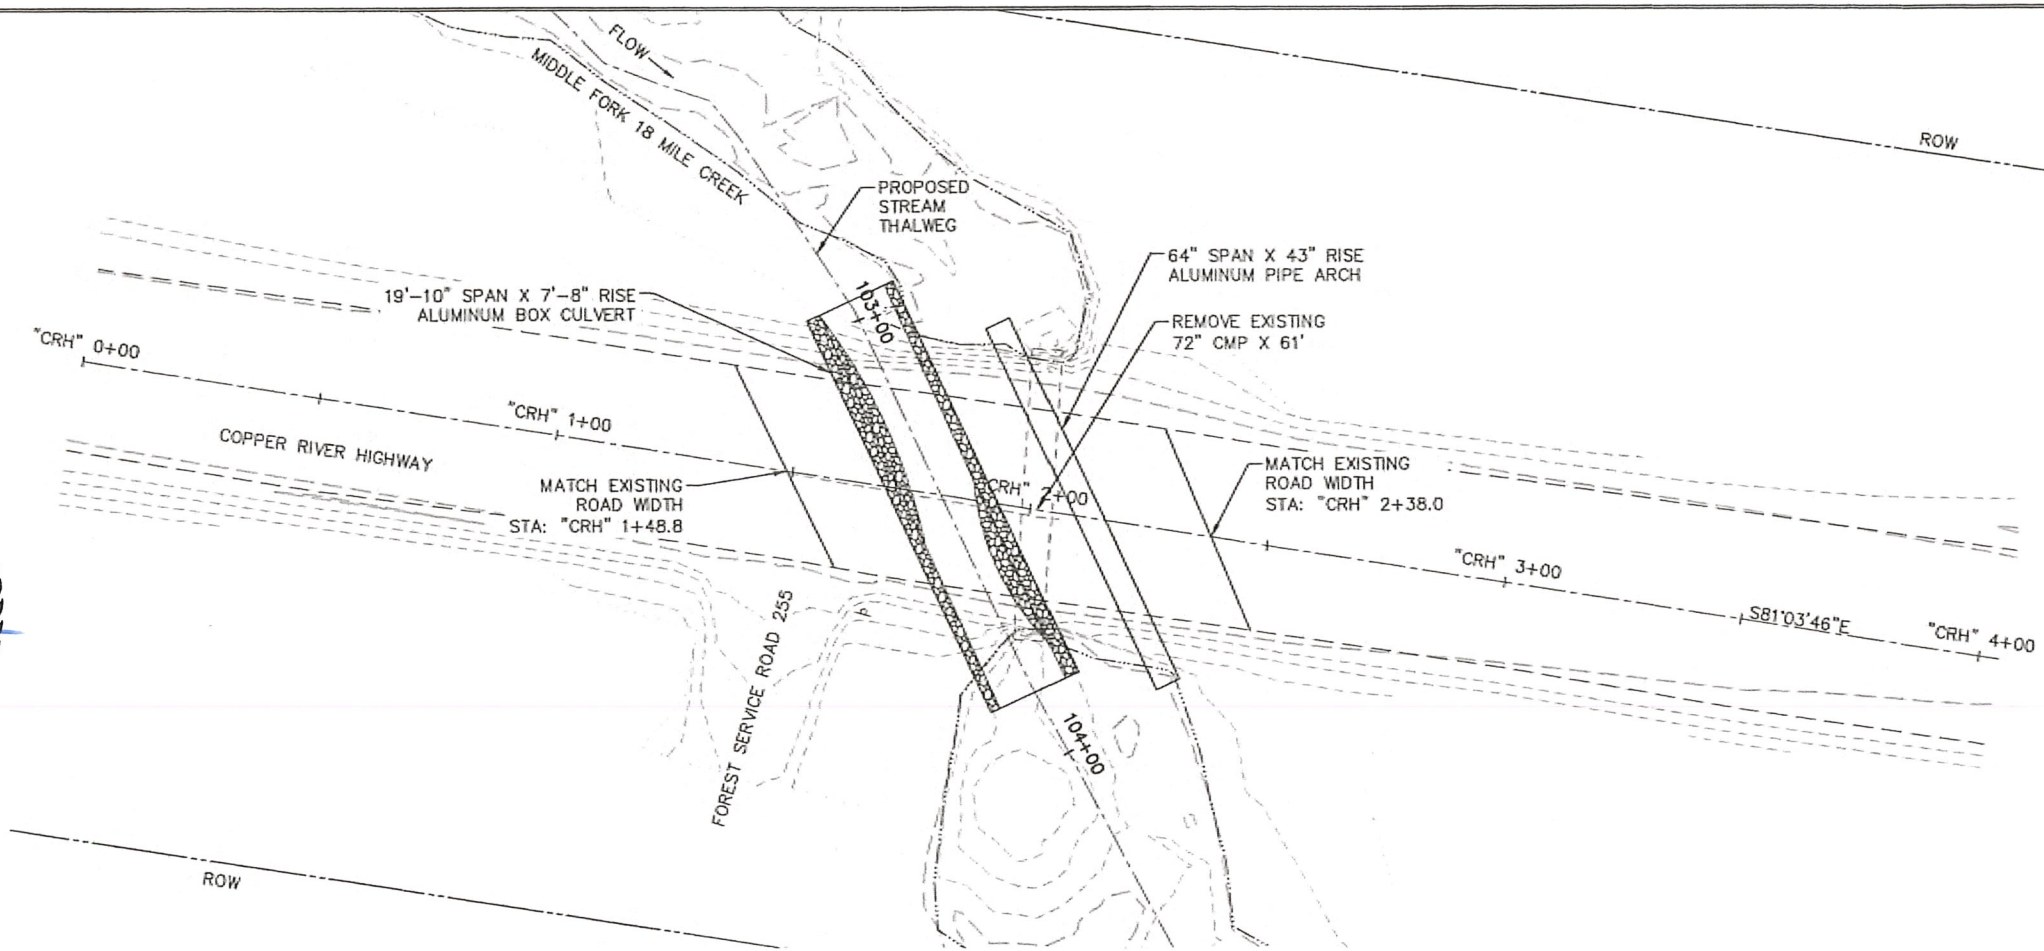 FLOW
MIDDLE FORK 18 MILE CREEK
ROW
PROPOSED
STREAM
THALWEG
64" SPAN X 43" RISE
ALUMINUM PIPE ARCH
19'-10" SPAN X 7'-8" RISE
ALUMINUM BOX CULVERT
103+00
REMOVE EXISTING
72" CMP X 61'
"CRH" 0+00
"CRH" 1+00
COPPER RIVER HIGHWAY
MATCH EXISTING
ROAD WIDTH
STA: "CRH" 1+48.8
CRH" 2+00
MATCH EXISTING
ROAD WIDTH
STA: "CRH" 2+38.0
"CRH" 3+00
S81°03'46"E
"CRH" 4+00
FOREST SERVICE ROAD 255
P
104+00
ROW